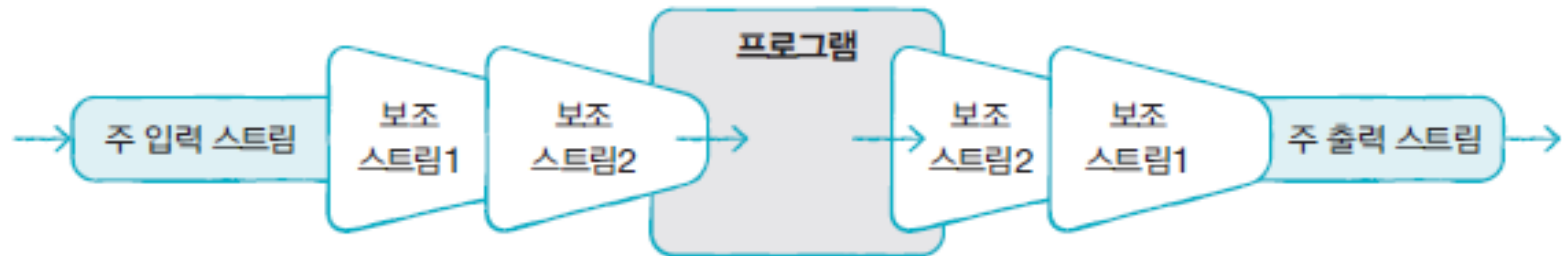 프로그램
주 입력 스트림
보조
스트림1
보조
스트림2
보조
스트림2
보조
스트림1
주 출력 스트림